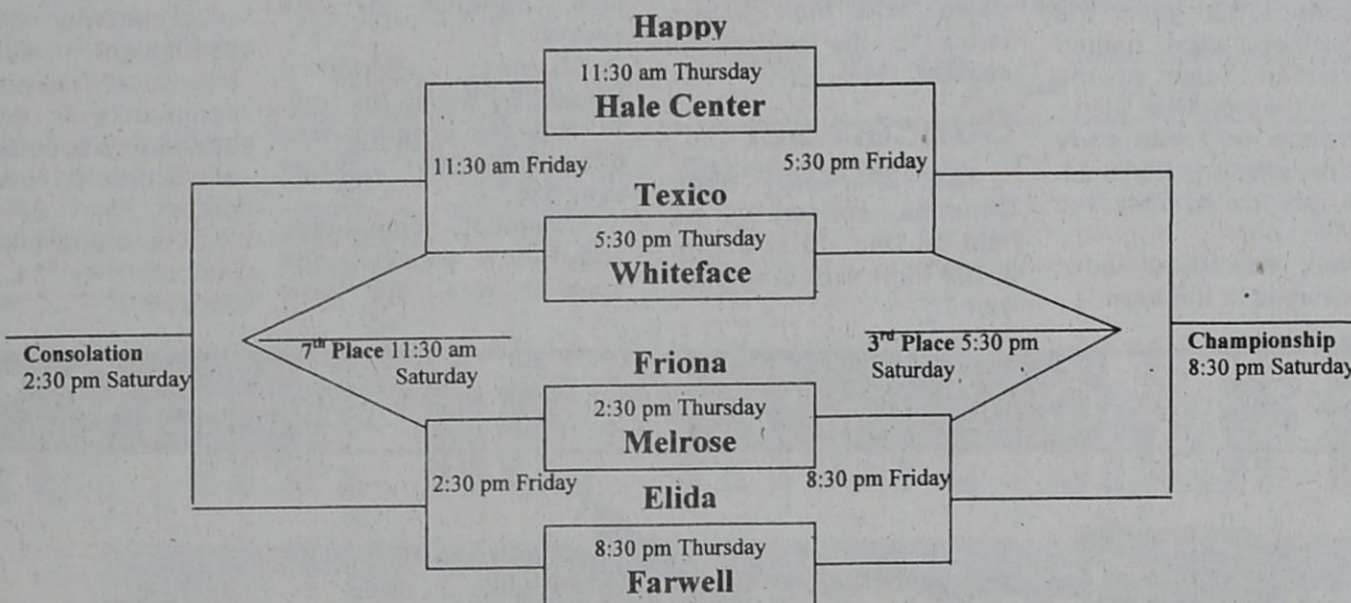 Happy
11:30 am Thursday
Hale Center
11:30 am Friday
5:30 pm Friday
Texico
5:30 pm Thursday
Whiteface
Consolation
2:30 pm Saturday
7th Place 11:30 am
Saturday
3rd Place 5:30 pm
Saturday
Championship
8:30 pm Saturday
Friona
2:30 pm Thursday
Melrose
2:30 pm Friday
8:30 pm Friday
Elida
8:30 pm Thursday
Farwell